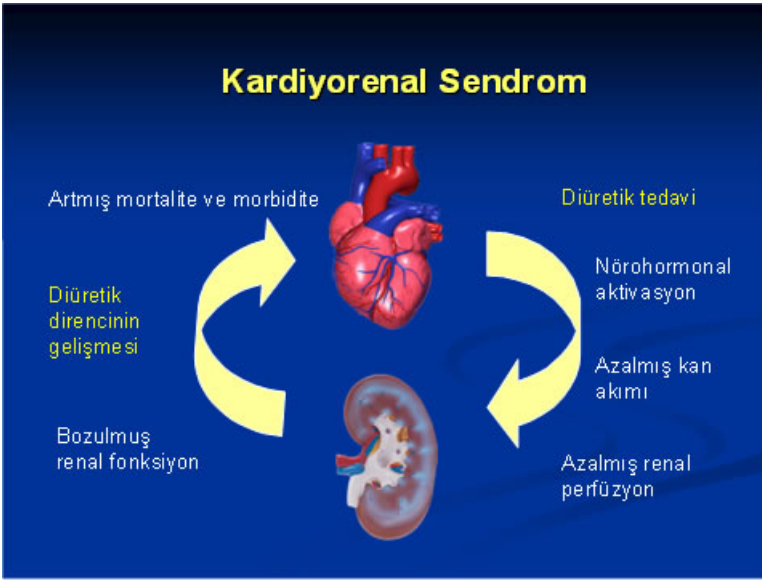 Kardiyorenal Sendrom
Artmış mortalite ve morbidite
Diüretik
direncinin
gelişmesi
Bozulmuş
renal fonksiyon
Diüretik tedavi
Nörohormonal
aktivasyon
Azalmış kan
akımı
Azalmış renal
perfüzyon